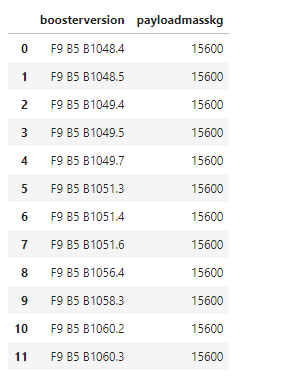 boosterversion payloadmasskg
0 F9 B5 B1048.4 15600
1 F9 B5 B1048.5 15600
2 F9 B5 B1049.4 15600
3 F9 B5 B1049.5 15600
4 F9 B5 B1049.7 15600
5 F9 B5 B1051.3 15600
6 F9 B5 B1051.4 15600
7 F9 B5 B1051.6 15600
8 F9 B5 B1056.4 15600
9 F9 B5 B1058.3 15600
10 F9 B5 B1060.2 15600
11 F9 B5 B1060.3 15600